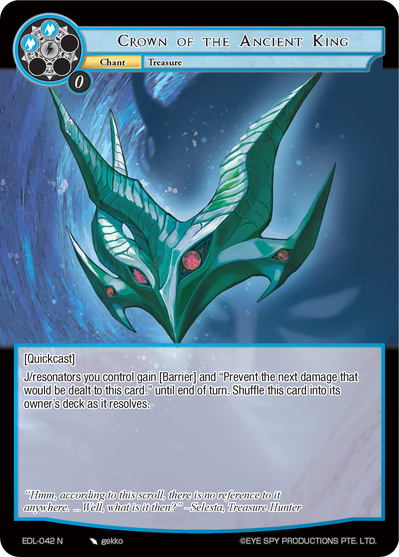 Crown of the Ancient King
Chant Treasure
0
[Quickcast]
J/resonators you control gain [Barrier] and “Prevent the next damage that
would be dealt to this card.” until end of turn. Shuffle this card into its
owner’s deck as it resolves.
“Hmm, according to this scroll, there is no reference to it
anywhere. ... Well, what is it then?” –Selesta, Treasure Hunter
EDL-042 N gekko ©EYE SPY PRODUCTIONS PTE. LTD.